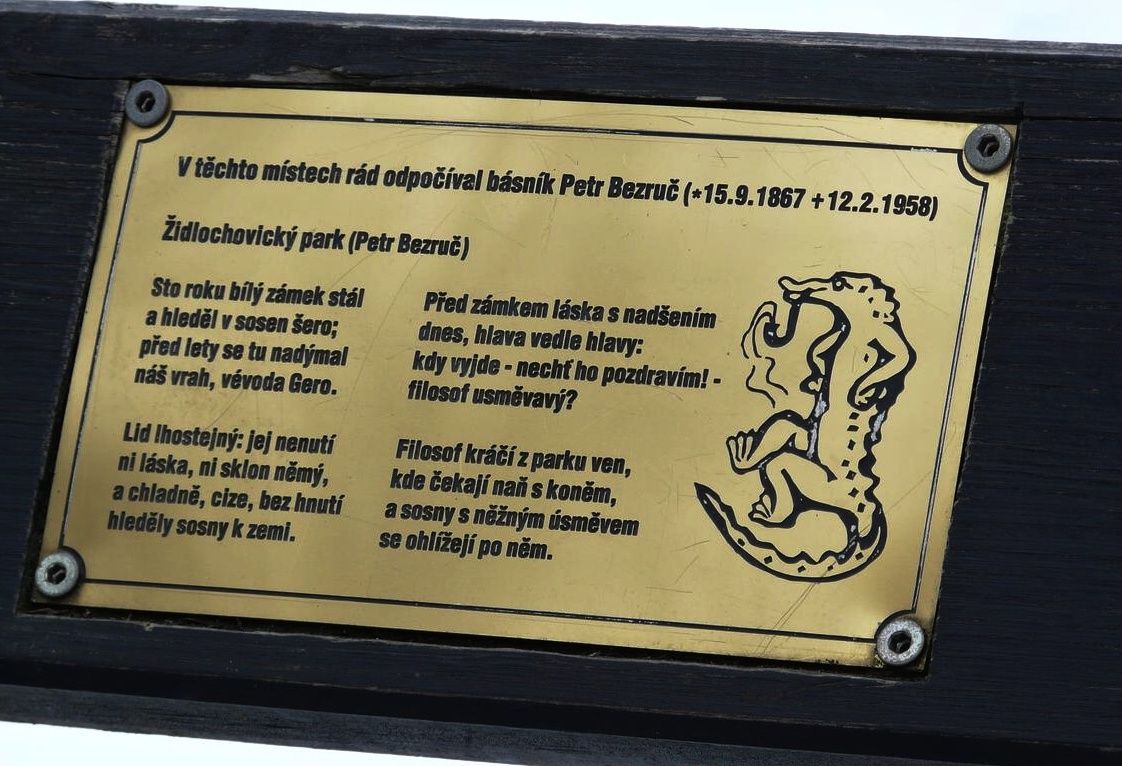 V těchto místech rád odpočíval básník Petr Bezruč (*15.9.1867 +12.2.1958)
Židlochovický park (Petr Bezruč)
Sto roku bílý zámek stál
a hleděl v sosen šero;
před lety se tu nadýmal
náš vrah, vévoda Gero.
Lid lhostejný: jej nenutí
ni láska, ni sklon němý,
a chladně, cize, bez hnutí
hleděly sosny k zemi.
Před zámkem láska s nadšením
dnes, hlava vedle hlavy:
kdy vyjde - nechť ho pozdravím! -
filosof usměvavý?
Filosof kráčí z parku ven,
kde čekají naň s koněm,
a sosny s něžným úsměvem
se ohlížejí po něm.